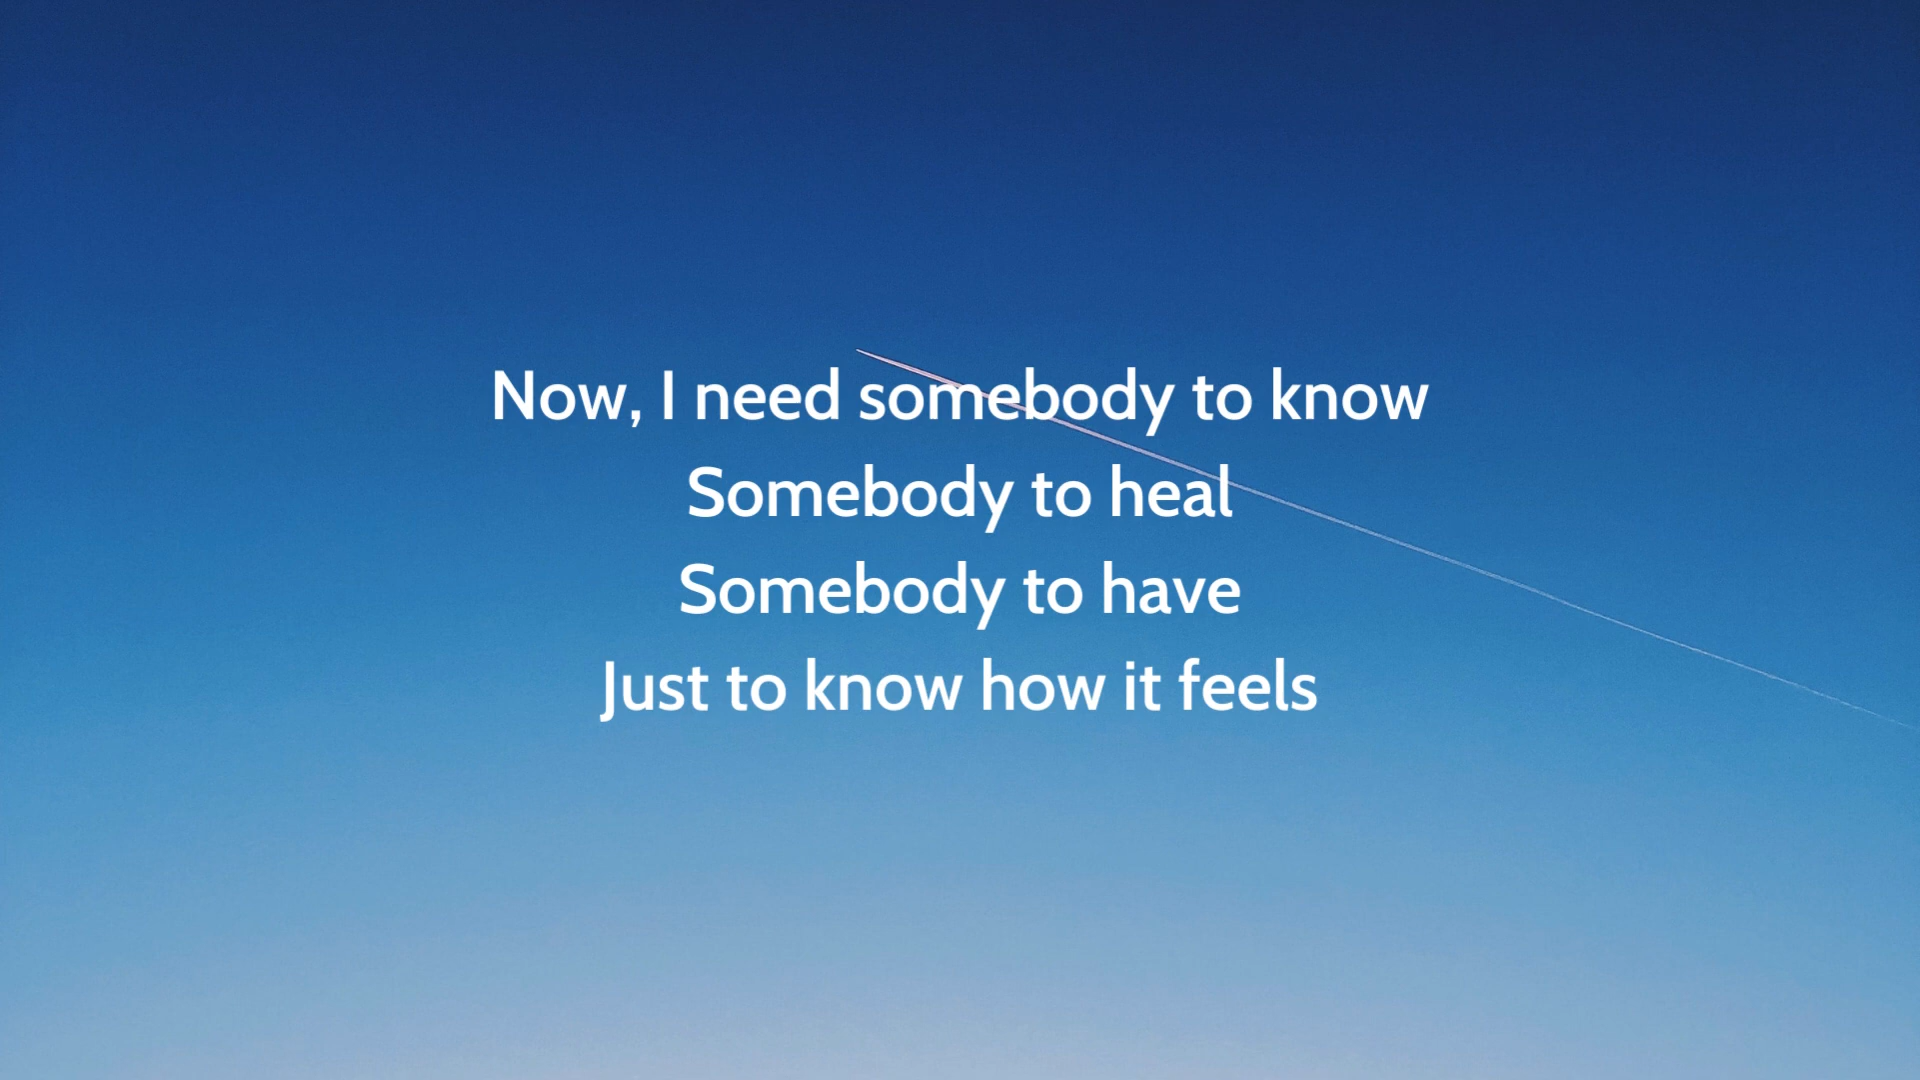 Now, I need somebody to know
Somebody to heal
Somebody to have
Just to know how it feels